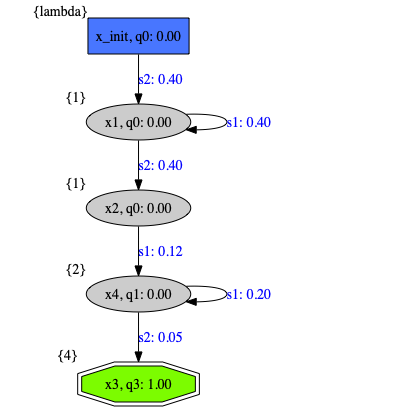 {lambda}
x_init, q0: 0.00
s2: 0.40
{1}
x1, q0: 0.00
s1: 0.40
s2: 0.40
{1}
x2, q0: 0.00
s1: 0.12
{2}
x4, q1: 0.00
s1: 0.20
s2: 0.05
{4}
x3, q3: 1.00